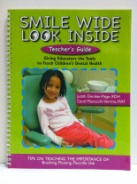 SMILE WIDE
LOOK INSIDE
Teacher's Guide
Giving Educators the Tools
to Teach Children's Dental Health
TIPS ON TEACHING THE IMPORTANCE OF
Brushing Flossing Fluoride Use